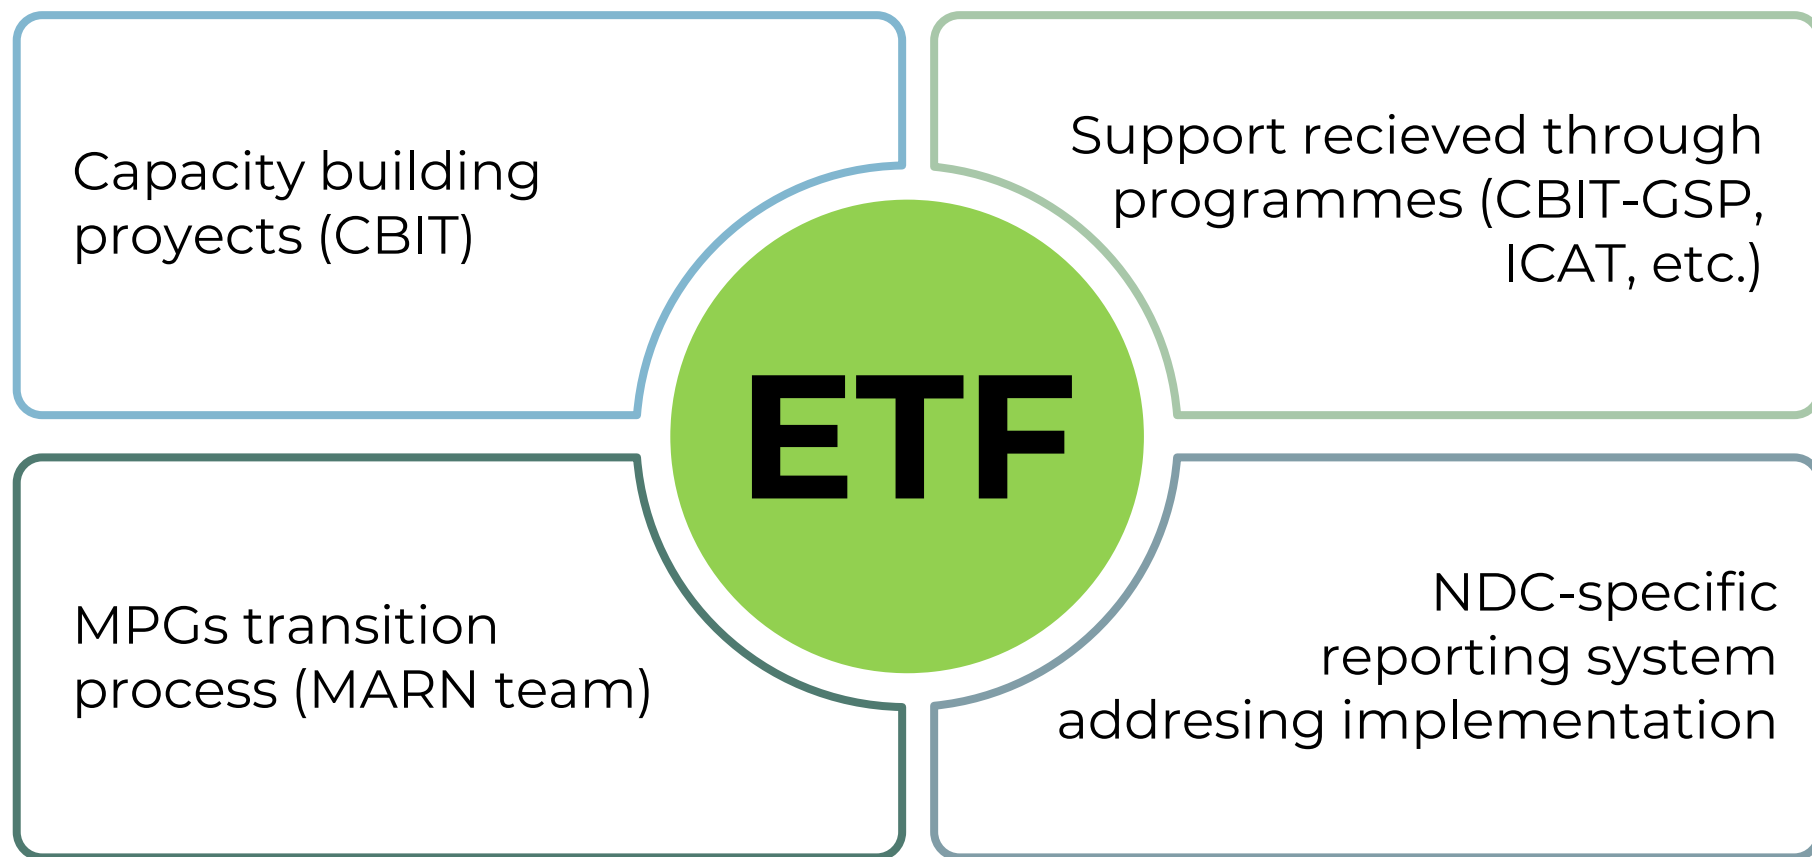 Capacity building
proyects (CBIT)
Support recieved through
programmes (CBIT-GSP,
ICAT, etc.)
ETF
MPGs transition
process (MARN team)
NDC-specific
reporting system
addresing implementation